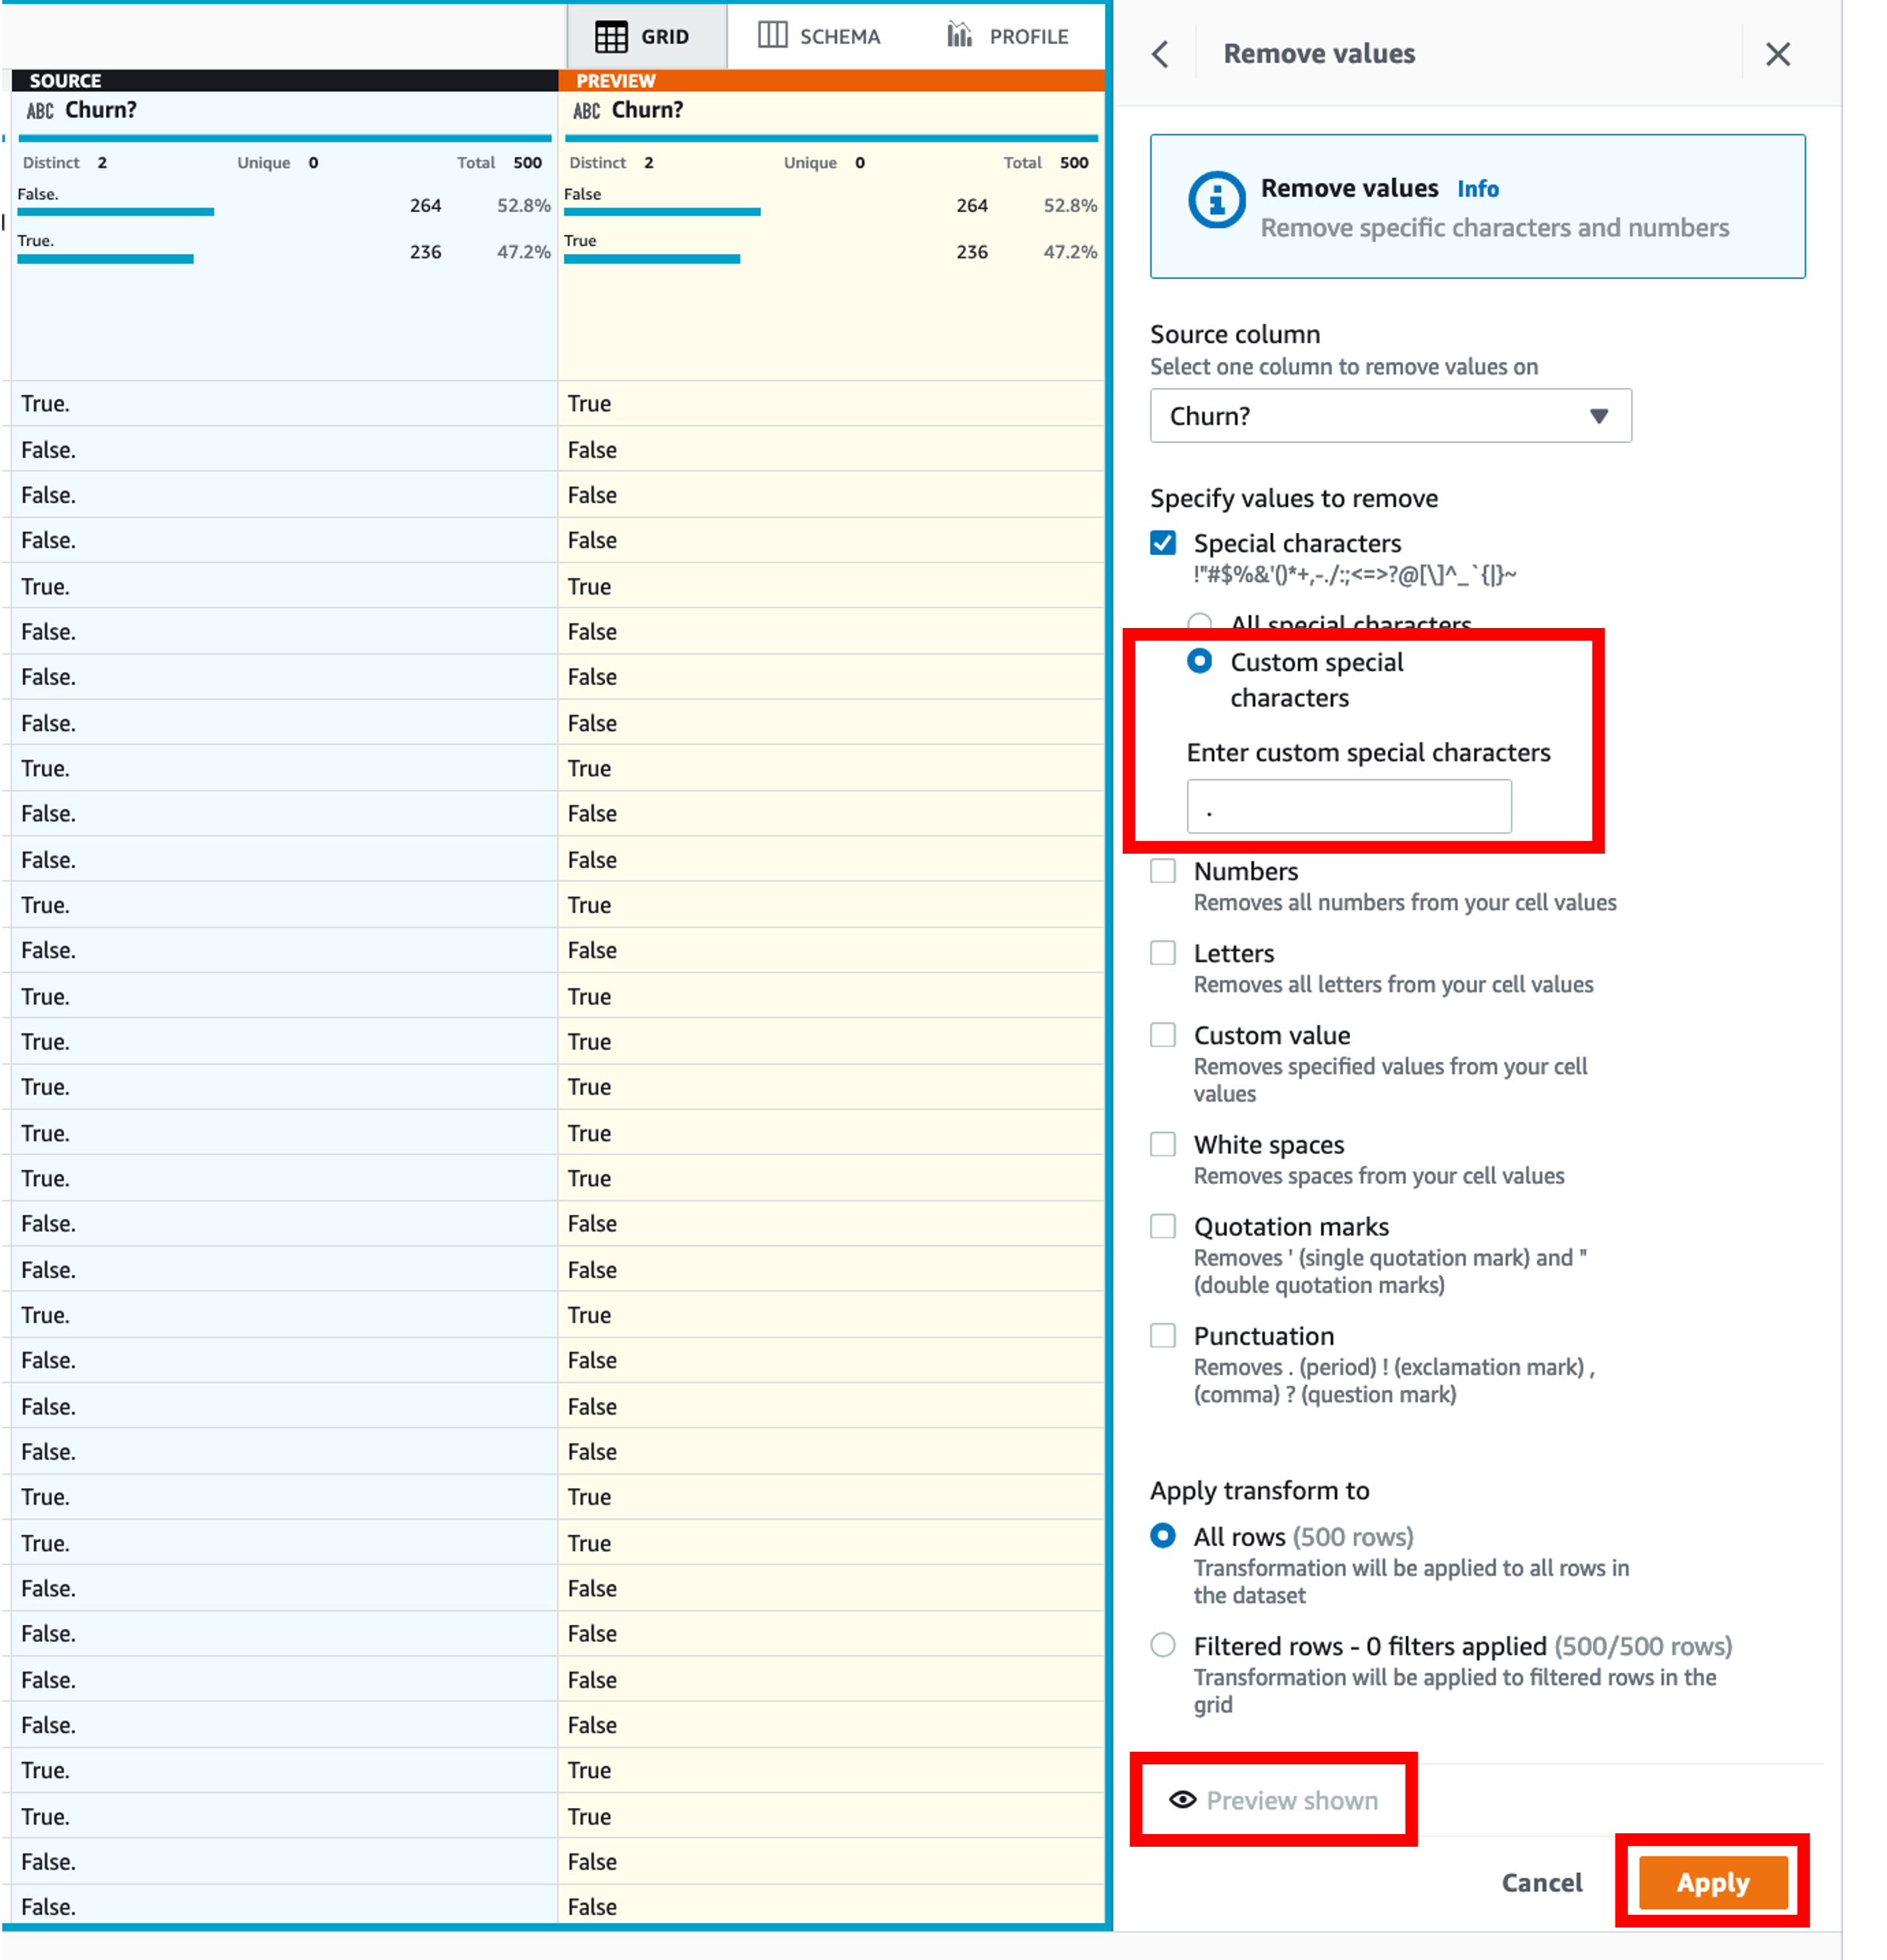 GRID
SCHEMA
PROFILE
SOURCE
PREVIEW
ABC Churn?
ABC Churn?
Distinct 2 Unique 0 Total 500
Distinct 2 Unique 0 Total 500
False. 264 52.8%
False 264 52.8%
True. 236 47.2%
True 236 47.2%
True. True
False. False
False. False
False. False
True. True
False. False
False. False
False. False
True. True
False. False
False. False
True. True
False. False
True. True
True. True
True. True
True. True
True. True
False. False
False. False
True. True
False. False
False. False
False. False
True. True
True. True
False. False
False. False
False. False
False. False
True. True
True. True
False. False
False. False
Remove values
Remove values Info
Remove specific characters and numbers
Source column
Select one column to remove values on
Churn?
Specify values to remove
Special characters
!"#$%&'()*+,-./:;<=>?@[\]^_`{|}~
All special characters
Custom special
characters
Enter custom special characters
.
Numbers
Removes all numbers from your cell values
Letters
Removes all letters from your cell values
Custom value
Removes specified values from your cell
values
White spaces
Removes spaces from your cell values
Quotation marks
Removes ' (single quotation mark) and "
(double quotation marks)
Punctuation
Removes . (period) ! (exclamation mark) ,
(comma) ? (question mark)
Apply transform to
All rows (500 rows)
Transformation will be applied to all rows in
the dataset
Filtered rows - 0 filters applied (500/500 rows)
Transformation will be applied to filtered rows in the
grid
Preview shown
Cancel
Apply